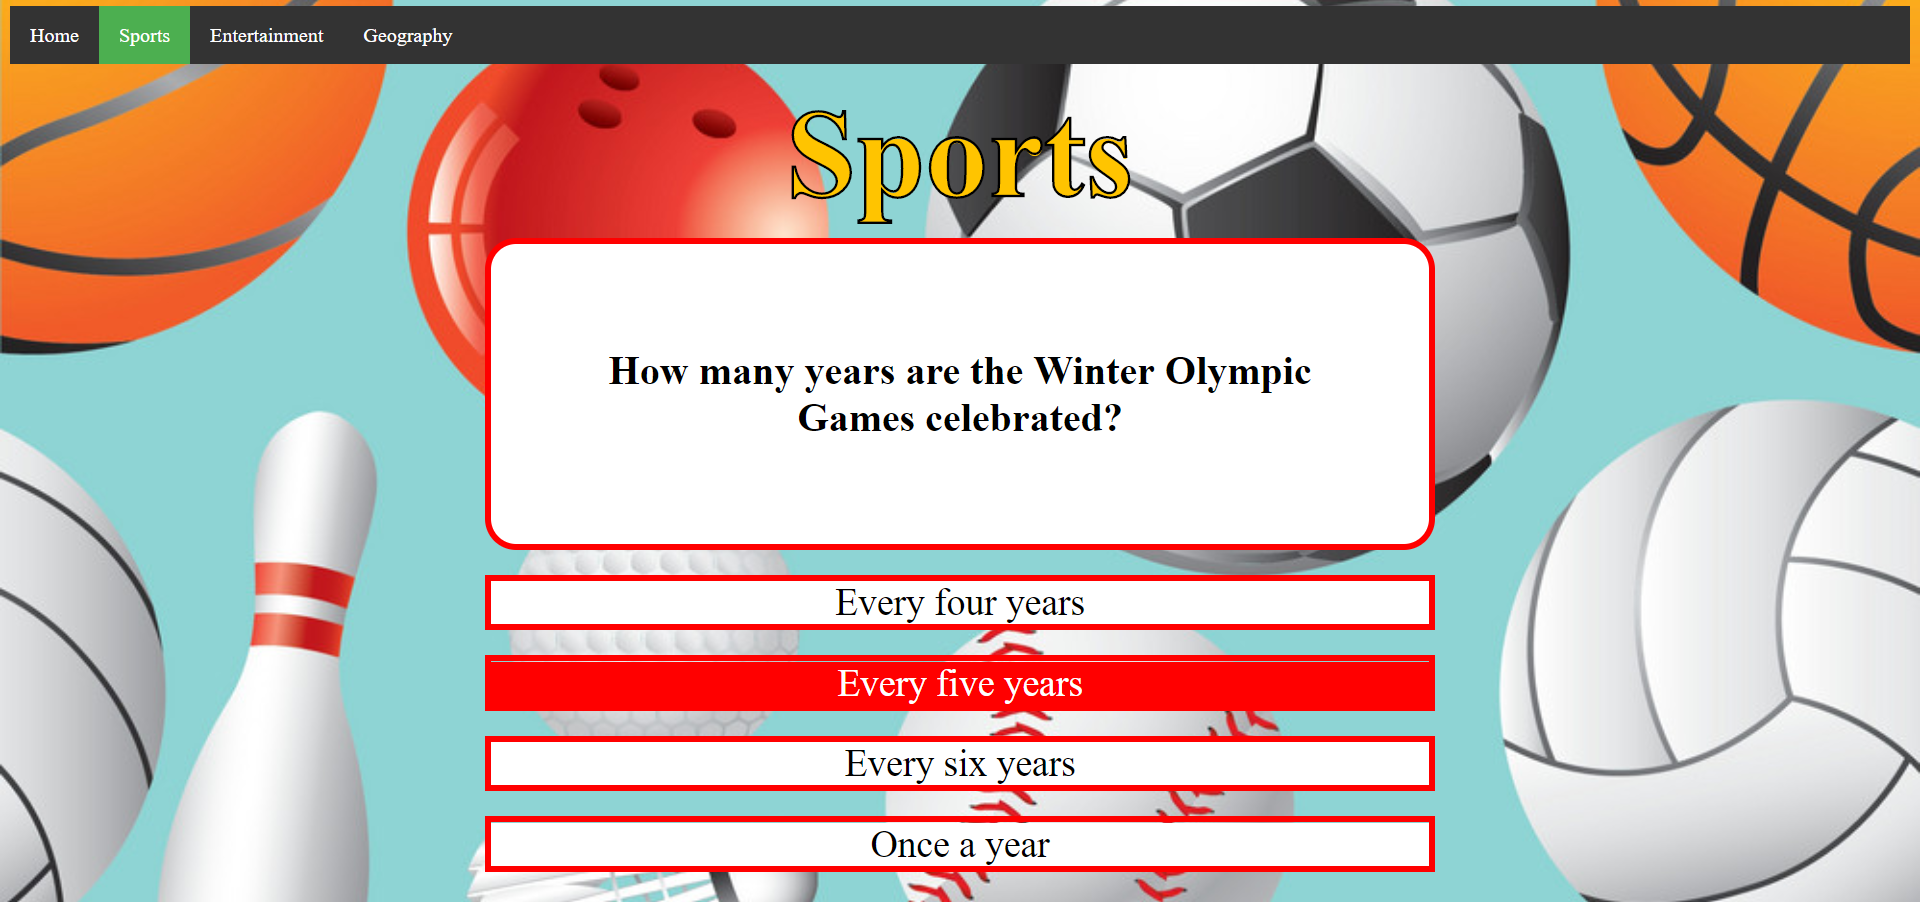 Home Sports Entertainment Geography
Sports
How many years are the Winter Olympic
Games celebrated?
Every four years
Every five years
Every six years
Once a year